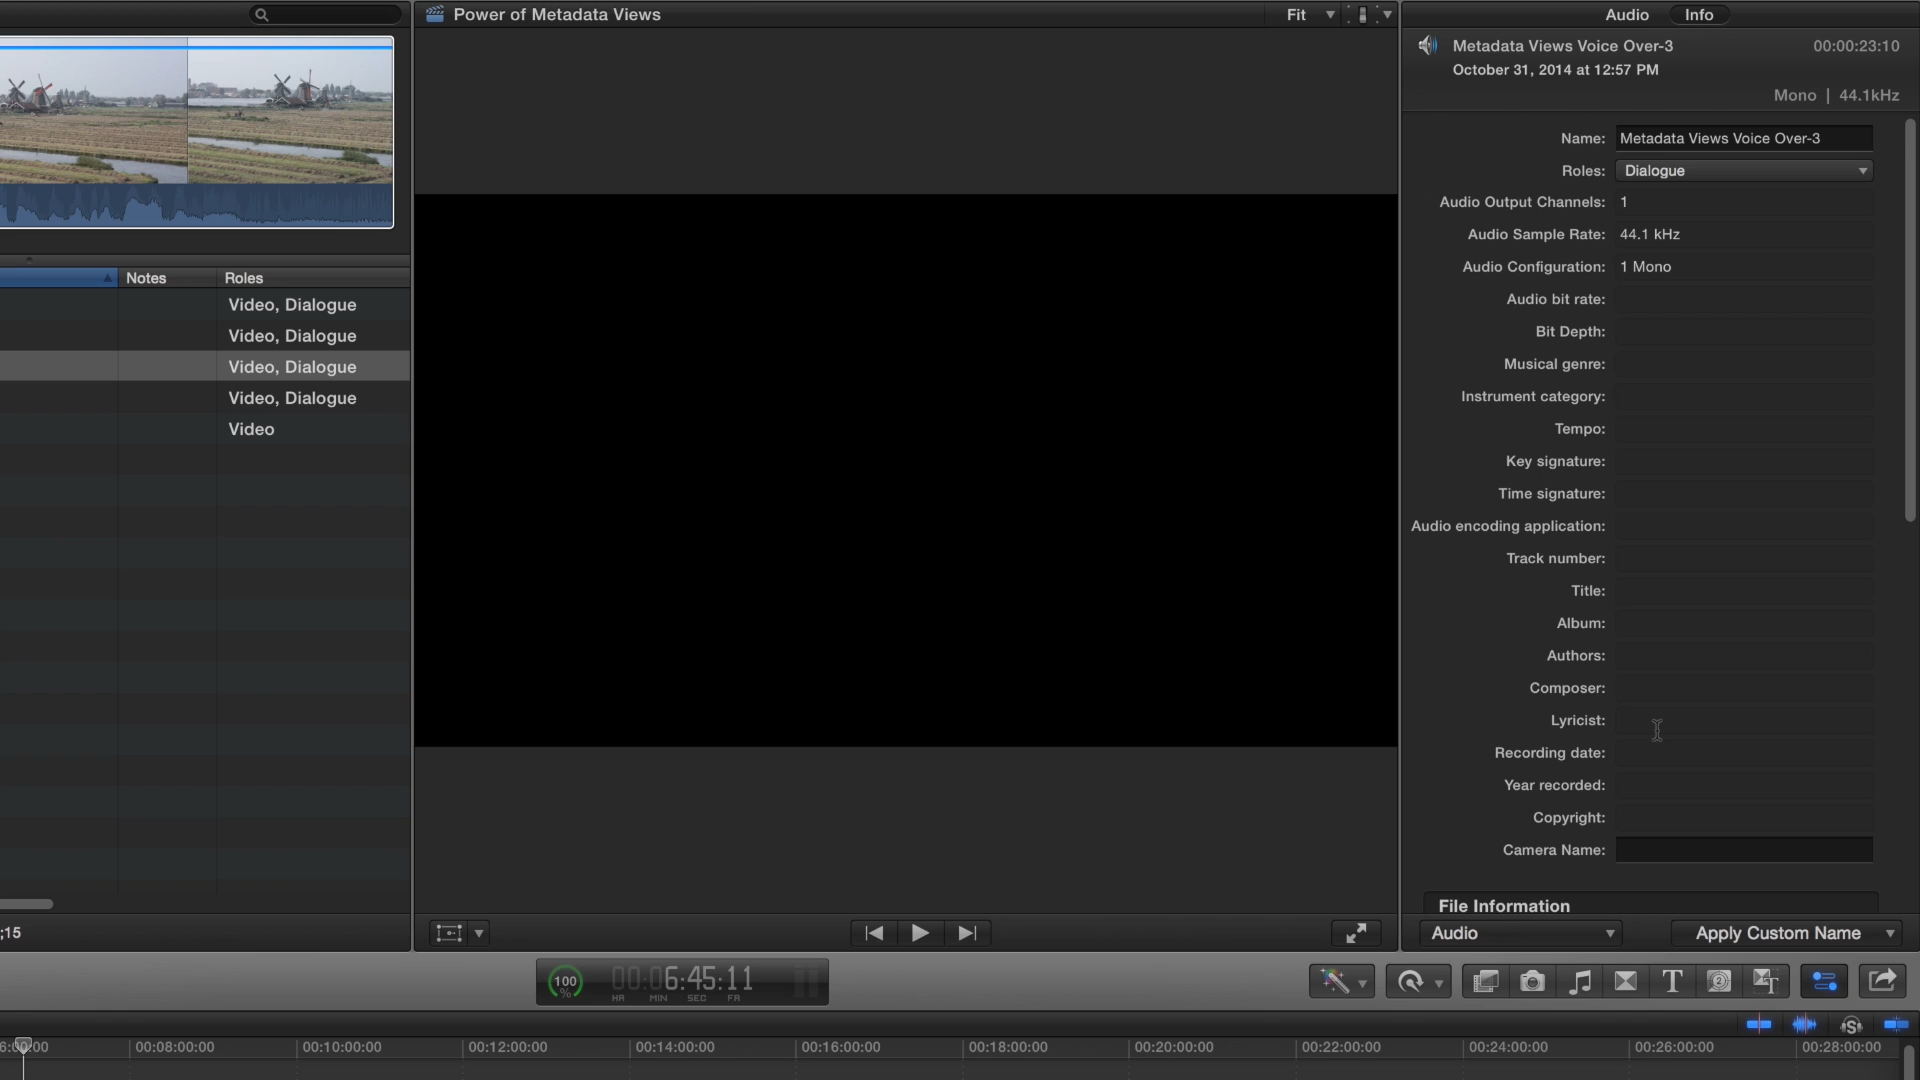 Power of Metadata Views
Fit
Audio
Info
Metadata Views Voice Over-3
00:00:23:10
October 31, 2014 at 12:57 PM
Mono | 44.1kHz
Name: Metadata Views Voice Over-3
Roles: Dialogue
Audio Output Channels: 1
Audio Sample Rate: 44.1 kHz
Audio Configuration: 1 Mono
Audio bit rate:
Bit Depth:
Musical genre:
Instrument category:
Tempo:
Key signature:
Time signature:
Audio encoding application:
Track number:
Title:
Album:
Authors:
Composer:
Lyricist:
Recording date:
Year recorded:
Copyright:
Camera Name:
File Information
Audio
Apply Custom Name
Notes
Roles
Video, Dialogue
Video, Dialogue
Video, Dialogue
Video, Dialogue
Video
;15
100 %
00:06:45:11
HR MIN SEC FR
T
2
T
S
6:00:00
00:08:00:00
00:10:00:00
00:12:00:00
00:14:00:00
00:16:00:00
00:18:00:00
00:20:00:00
00:22:00:00
00:24:00:00
00:26:00:00
00:28:00:00